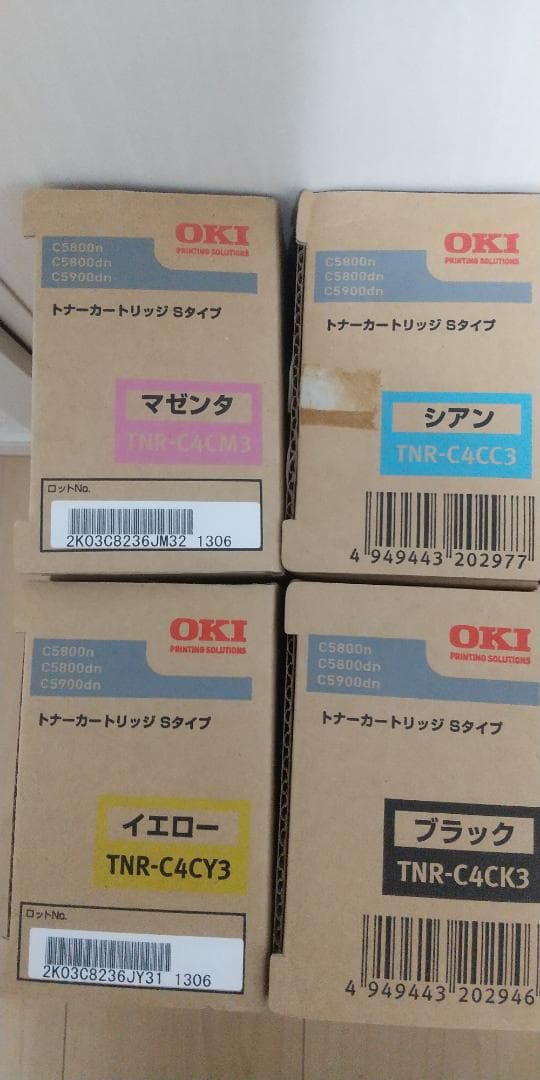 C5800n
C5800dn
C5900dn
OKI
PRINTING SOLUTIONS
トナーカートリッジ Sタイプ
マゼンタ
TNR-C4CM3
ロットNo.
2K03C8236JM32 1306
C5800n
C5800dn
C5900dn
OKI
PRINTING SOLUTIONS
トナーカートリッジ Sタイプ
シアン
TNR-C4CC3
4 949443 202977
C5800n
C5800dn
C5900dn
OKI
PRINTING SOLUTIONS
トナーカートリッジ Sタイプ
イエロー
TNR-C4CY3
ロットNo.
2K03C8236JY31 1306
C5800n
C5800dn
C5900dn
OKI
PRINTING SOLUTIONS
トナーカートリッジ Sタイプ
ブラック
TNR-C4CK3
4 949443 202946